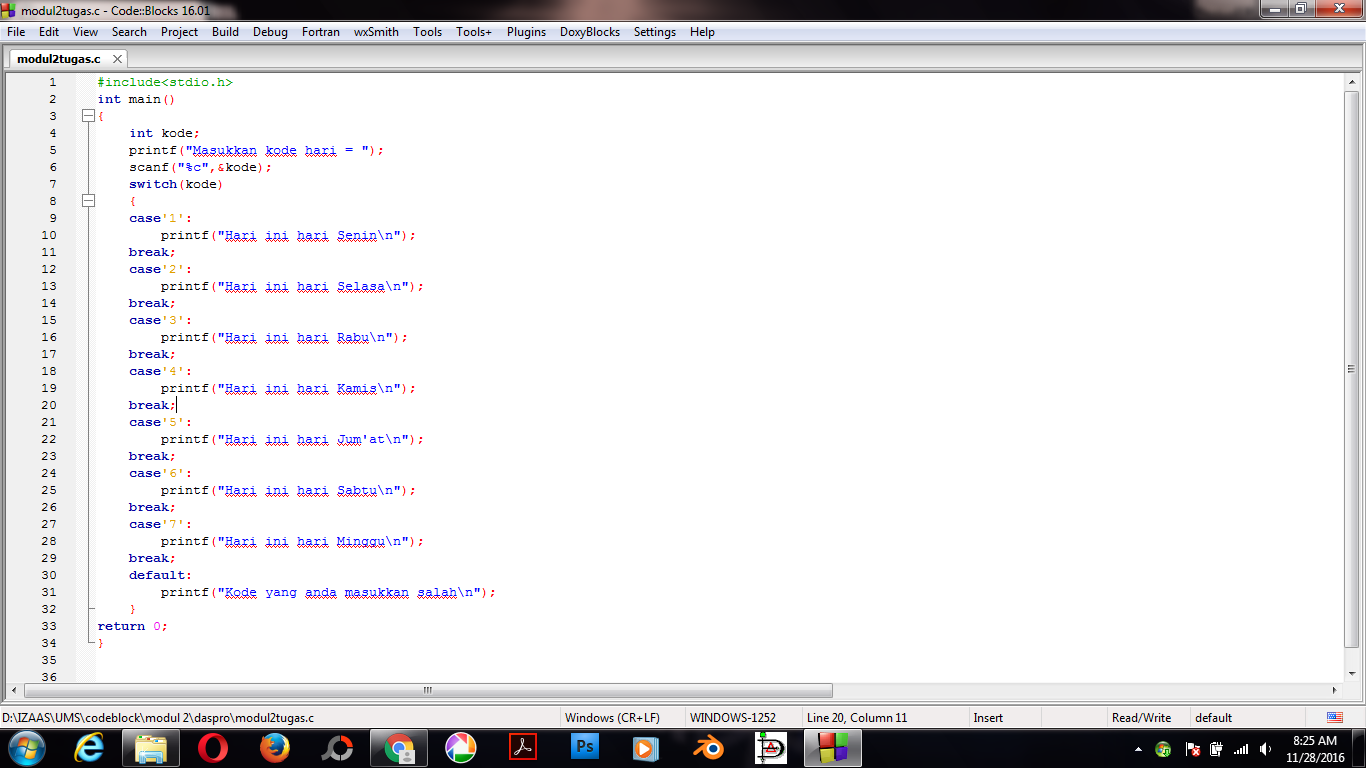 modul2tugas.c - Code::Blocks 16.01
File Edit View Search Project Build Debug Fortran wxSmith Tools Tools+ Plugins DoxyBlocks Settings Help
modul2tugas.c
1 #include<stdio.h>
2 int main()
3 {
4 int kode;
5 printf("Masukkan kode hari = ");
6 scanf("%c",&kode);
7 switch(kode)
8 {
9 case'1':
10 printf("Hari ini hari Senin\n");
11 break;
12 case'2':
13 printf("Hari ini hari Selasa\n");
14 break;
15 case'3':
16 printf("Hari ini hari Rabu\n");
17 break;
18 case'4':
19 printf("Hari ini hari Kamis\n");
20 break;
21 case'5':
22 printf("Hari ini hari Jum'at\n");
23 break;
24 case'6':
25 printf("Hari ini hari Sabtu\n");
26 break;
27 case'7':
28 printf("Hari ini hari Minggu\n");
29 break;
30 default:
31 printf("Kode yang anda masukkan salah\n");
32 }
33 return 0;
34 }
35
36
D:\IZAAS\UMS\codeblock\modul 2\daspro\modul2tugas.c Windows (CR+LF) WINDOWS-1252 Line 20, Column 11 Insert Read/Write default
Ps
8:25 AM
11/28/2016